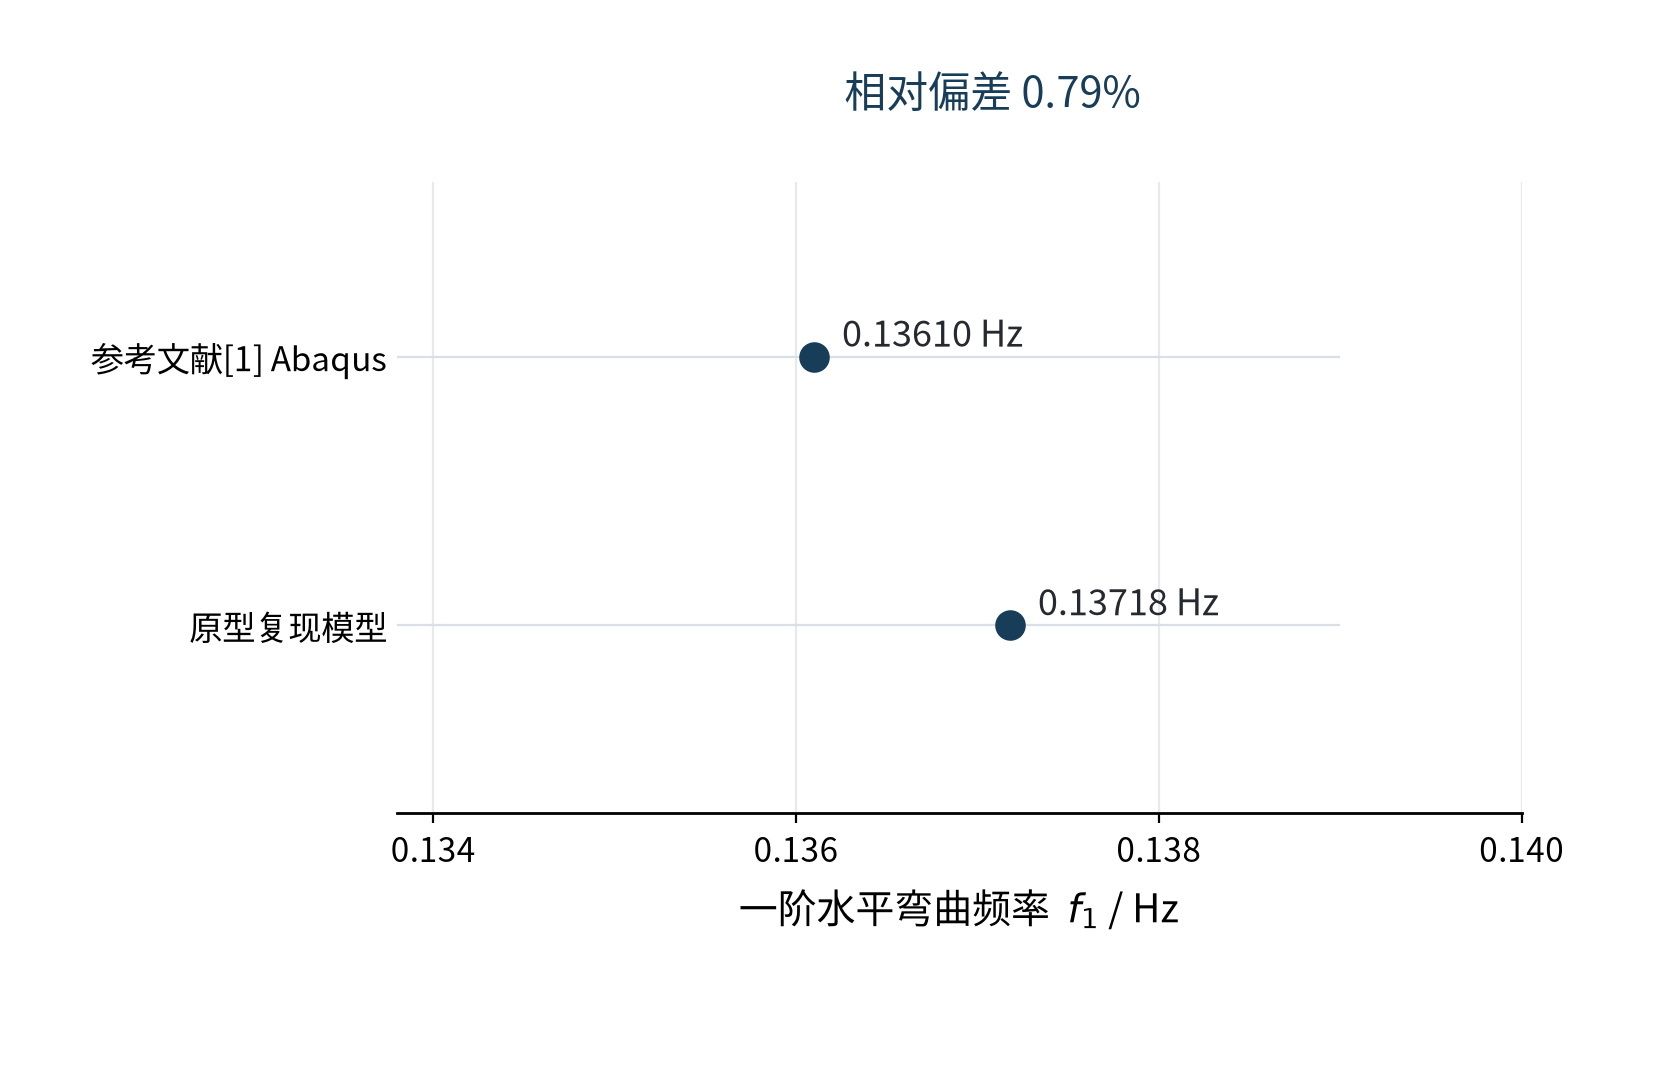 相对偏差 0.79%
0.13610 Hz
参考文献[1] Abaqus
0.13718 Hz
原型复现模型
0.134 0.136 0.138 0.140
一阶水平弯曲频率 f₁ / Hz